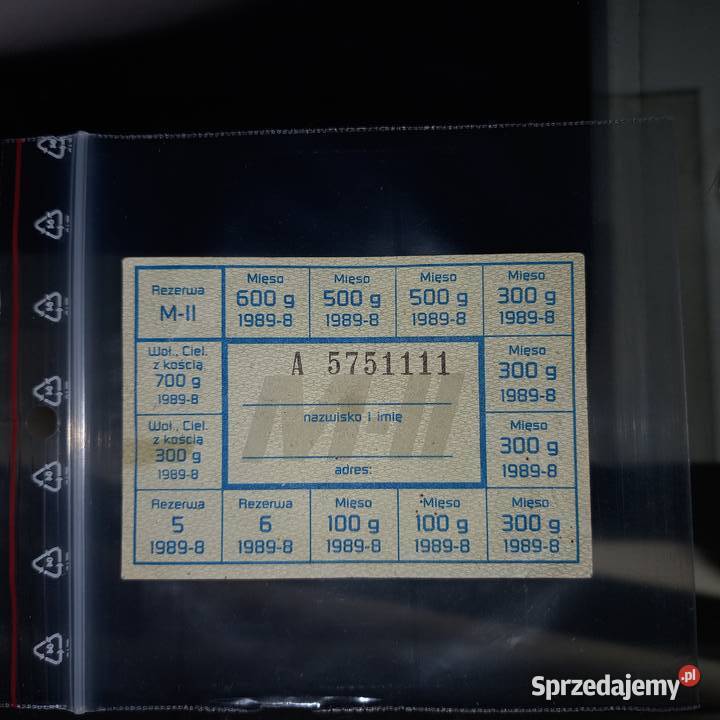 Rezerwa
M-II
Mięso
600 g
1989-8
Mięso
500 g
1989-8
Mięso
500 g
1989-8
Mięso
300 g
1989-8
Woł., Ciel.
z kością
700 g
1989-8
A 5751111
M-II
nazwisko i imię
adres:
Mięso
300 g
1989-8
Woł., Ciel.
z kością
300 g
1989-8
Mięso
300 g
1989-8
Rezerwa
5
1989-8
Rezerwa
6
1989-8
Mięso
100 g
1989-8
Mięso
100 g
1989-8
Mięso
300 g
1989-8
Sprzedajemy.pl